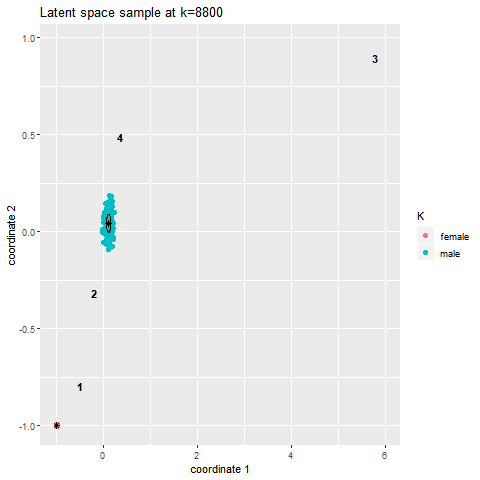 Latent space sample at k=8800
1.0
3
4
0.5
coordinate 2
0.0
K
female
male
2
-0.5
1
-1.0
0
2
4
6
coordinate 1